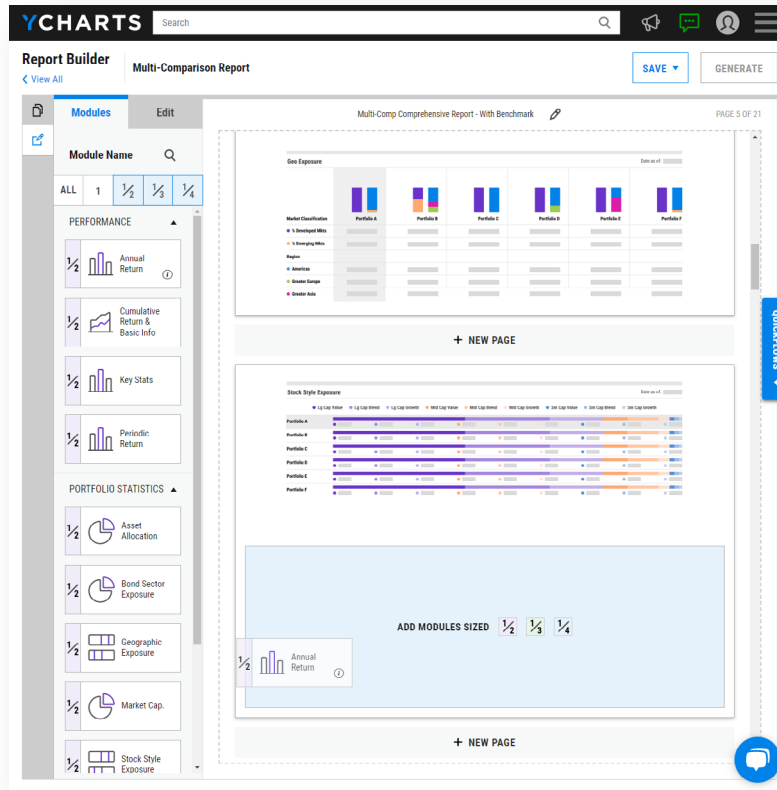 YCHARTS
Search
Report Builder
View All
Multi-Comparison Report
SAVE
GENERATE
Modules
Edit
Multi-Comp Comprehensive Report - With Benchmark
PAGE 5 OF 21
Module Name
ALL 1 1/2 1/3 1/4
PERFORMANCE
1/2 Annual
Return
1/2 Cumulative
Return &
Basic Info
1/2 Key Stats
1/2 Periodic
Return
PORTFOLIO STATISTICS
1/2 Asset
Allocation
1/2 Bond Sector
Exposure
1/2 Geographic
Exposure
1/2 Market Cap.
1/2 Stock Style
Exposure
Geo Exposure
Date as of:
Market Classification Portfolio A Portfolio B Portfolio C Portfolio D Portfolio E Portfolio F
% Developed Mkts
% Emerging Mkts
Region
Americas
Greater Europe
Greater Asia
+ NEW PAGE
Stock Style Exposure
Date as of:
Lg Cap Value Lg Cap Blend Lg Cap Growth Mid Cap Value Mid Cap Blend Mid Cap Growth Sml Cap Value Sml Cap Blend Sml Cap Growth
Portfolio A
Portfolio B
Portfolio C
Portfolio D
Portfolio E
Portfolio F
ADD MODULES SIZED 1/2 1/3 1/4
1/2 Annual
Return
+ NEW PAGE
Quickflows